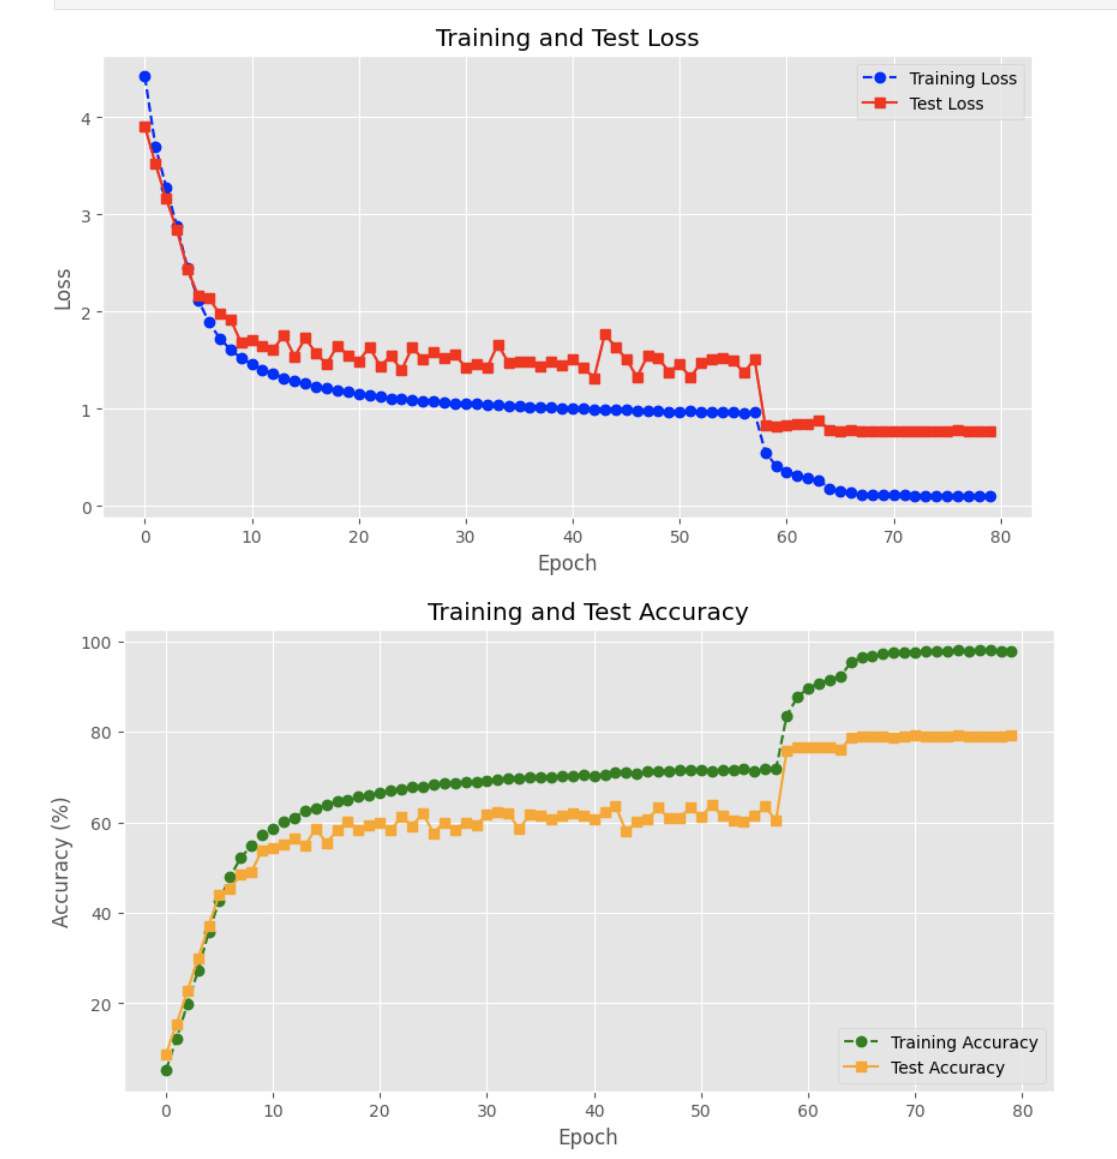 Training and Test Loss
Training Loss
Test Loss
4
3
2
1
0
Loss
0 10 20 30 40 50 60 70 80
Epoch
Training and Test Accuracy
100
80
60
40
20
Accuracy (%)
Training Accuracy
Test Accuracy
0 10 20 30 40 50 60 70 80
Epoch